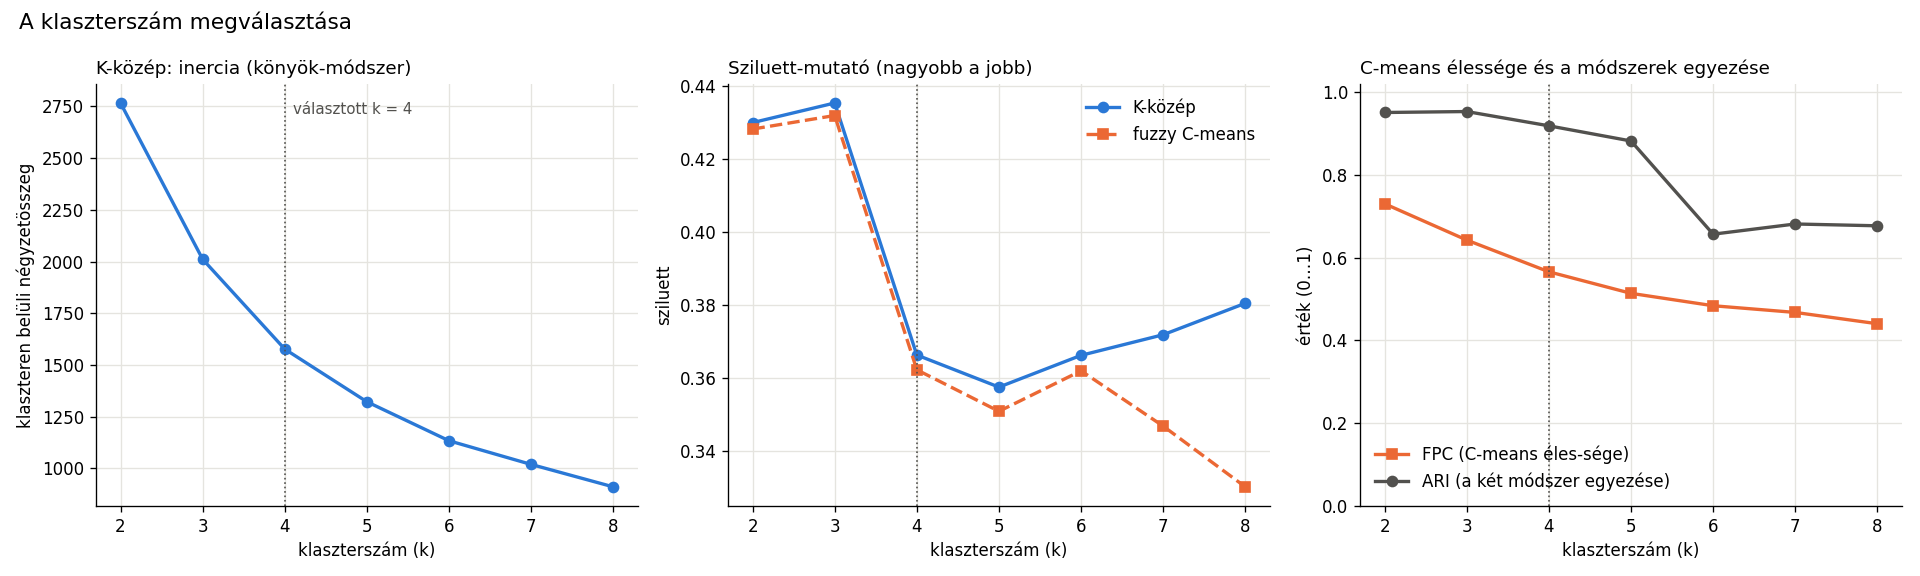 A klaszterszám megválasztása
K-közép: inercia (könyök-módszer)
klaszteren belüli négyzetösszeg
2750
2500
2250
2000
1750
1500
1250
1000
választott k = 4
2 3 4 5 6 7 8
klaszterszám (k)
Sziluett-mutató (nagyobb a jobb)
sziluett
0.44
0.42
0.40
0.38
0.36
0.34
K-közép
fuzzy C-means
2 3 4 5 6 7 8
klaszterszám (k)
C-means élessége és a módszerek egyezése
érték (0...1)
1.0
0.8
0.6
0.4
0.2
0.0
FPC (C-means éles-sége)
ARI (a két módszer egyezése)
2 3 4 5 6 7 8
klaszterszám (k)